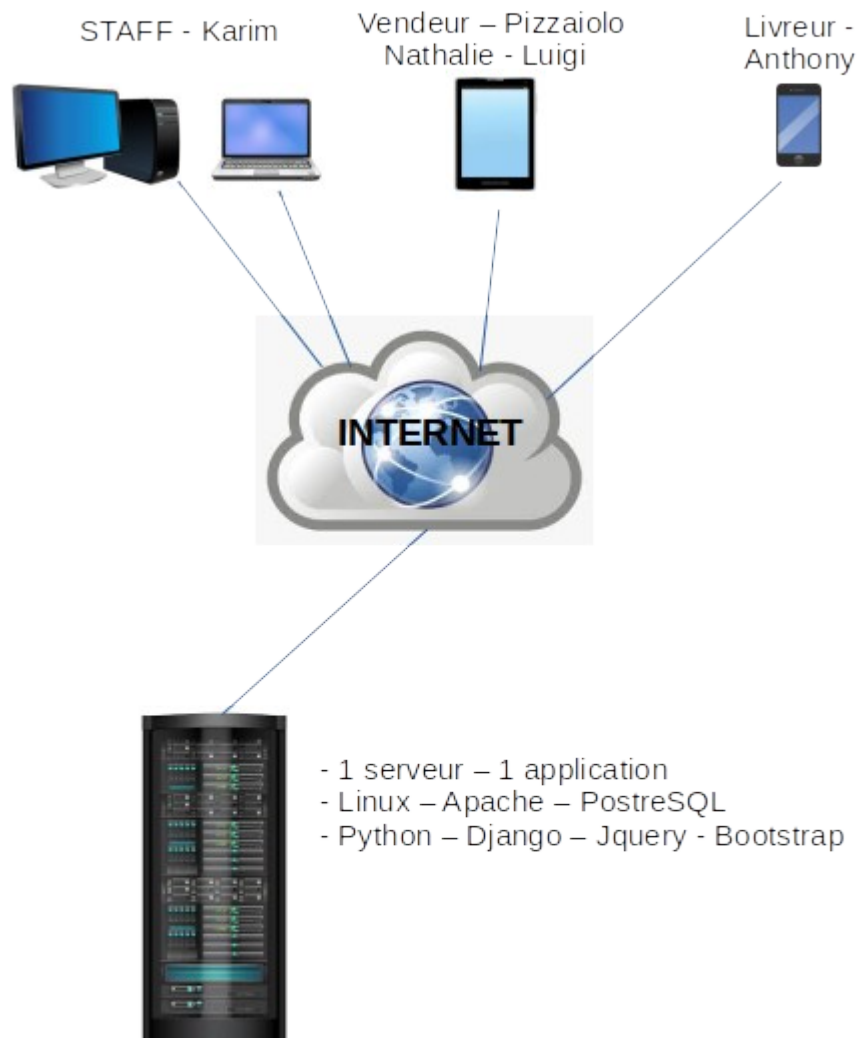 STAFF - Karim
Vendeur – Pizzaiolo
Nathalie - Luigi
Livreur -
Anthony
INTERNET
- 1 serveur – 1 application
- Linux – Apache – PostreSQL
- Python – Django – Jquery - Bootstrap